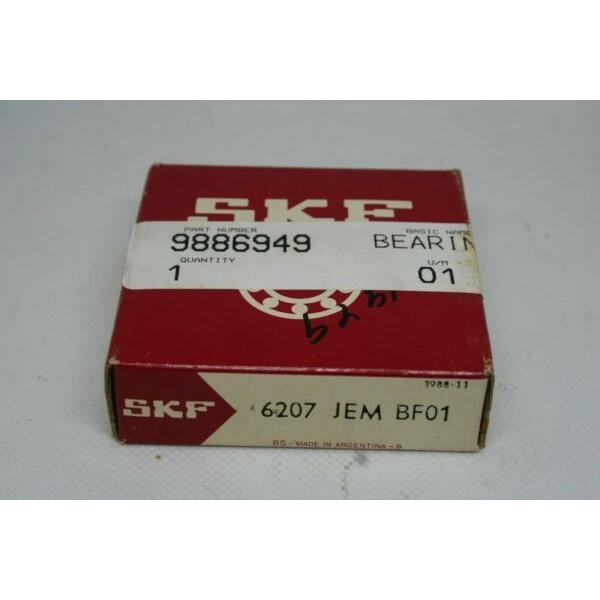 SKF
PART NUMBER BASIC NAME
9886949 BEARIN
QUANTITY U/M
1 01
1988-11
SKF 6207 JEM BF01
85 - MADE IN ARGENTINA - B